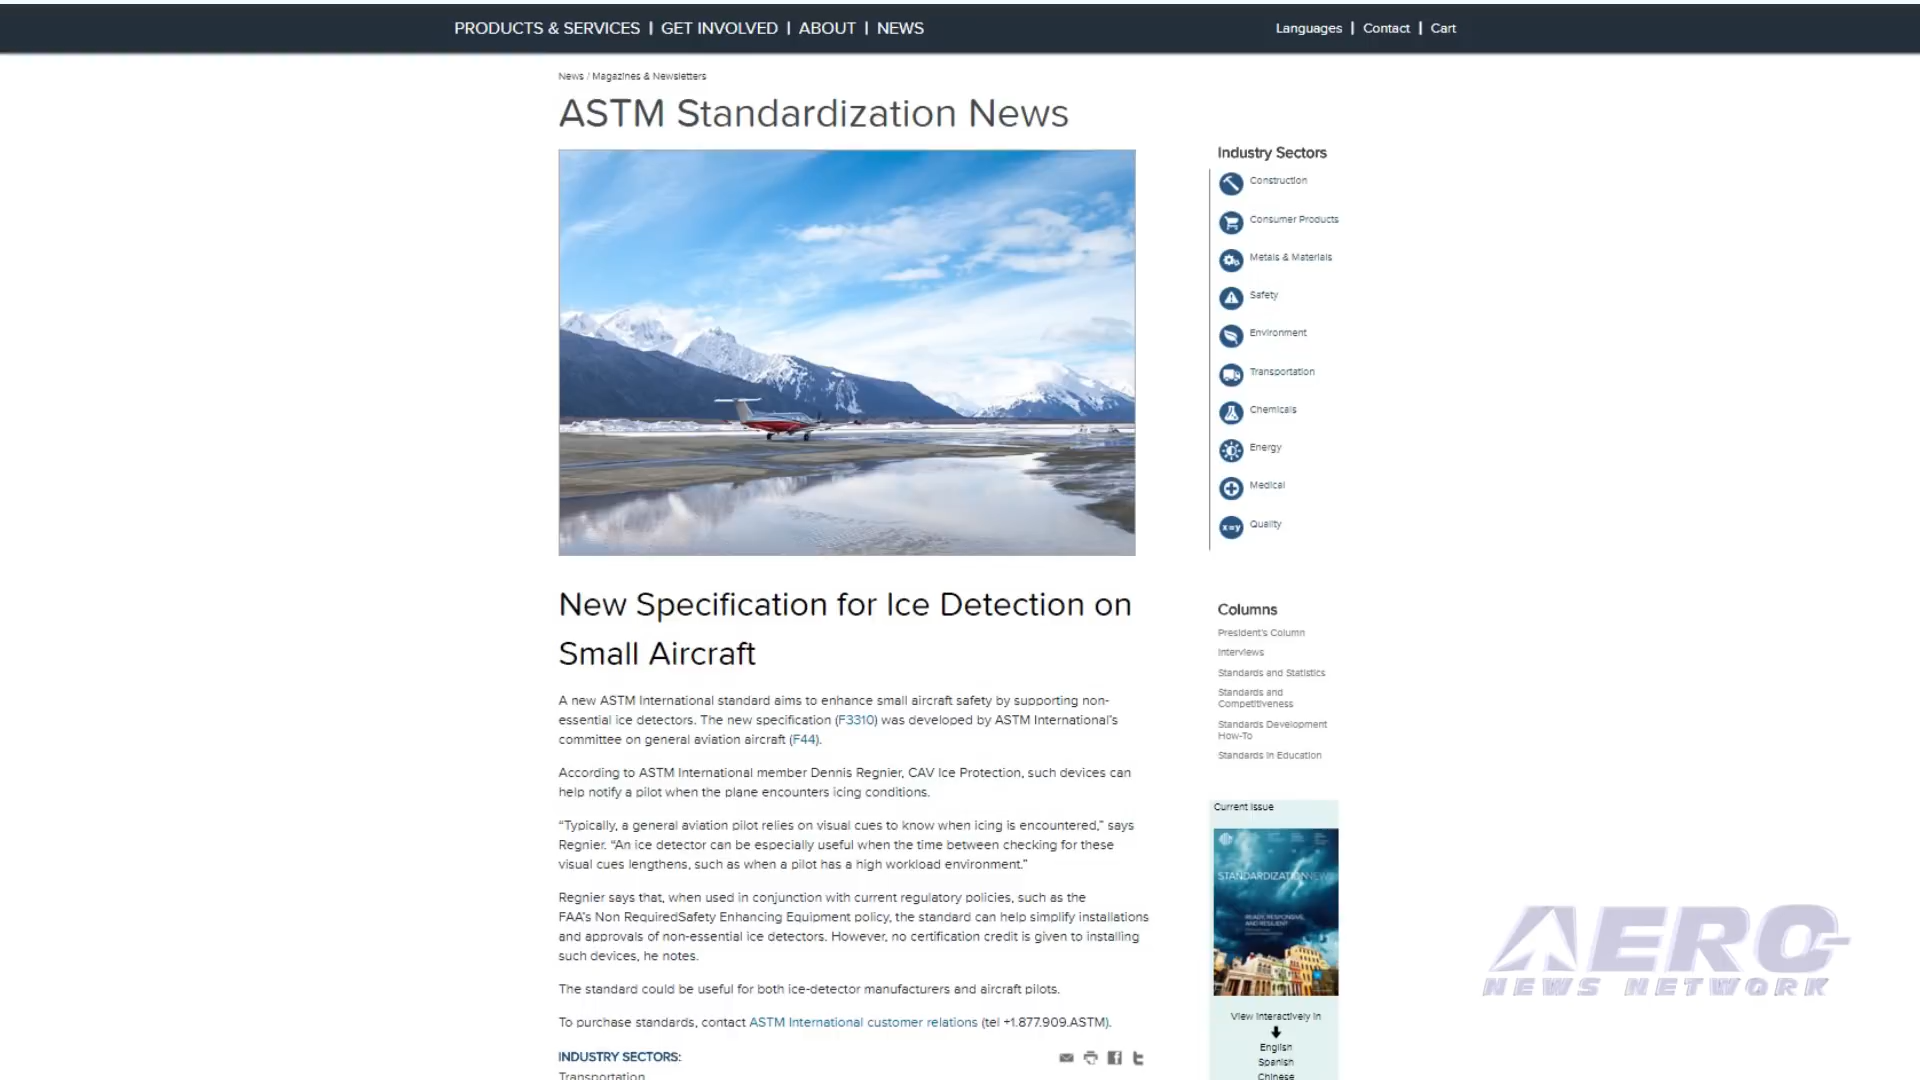 PRODUCTS & SERVICES | GET INVOLVED | ABOUT | NEWS
Languages | Contact | Cart
News / Magazines & Newsletters
ASTM Standardization News
New Specification for Ice Detection on
Small Aircraft
A new ASTM International standard aims to enhance small aircraft safety by supporting non-
essential ice detectors. The new specification (F3310) was developed by ASTM International's
committee on general aviation aircraft (F44).
According to ASTM International member Dennis Regnier, CAV Ice Protection, such devices can
help notify a pilot when the plane encounters icing conditions.
“Typically, a general aviation pilot relies on visual cues to know when icing is encountered,” says
Regnier. “An ice detector can be especially useful when the time between checking for these
visual cues lengthens, such as when a pilot has a high workload environment.”
Regnier says that, when used in conjunction with current regulatory policies, such as the
FAA's Non RequiredSafety Enhancing Equipment policy, the standard can help simplify installations
and approvals of non-essential ice detectors. However, no certification credit is given to installing
such devices, he notes.
The standard could be useful for both ice-detector manufacturers and aircraft pilots.
To purchase standards, contact ASTM International customer relations (tel +1.877.909.ASTM).
INDUSTRY SECTORS:
Transportation
Industry Sectors
Construction
Consumer Products
Metals & Materials
Safety
Environment
Transportation
Chemicals
Energy
Medical
x=y Quality
Columns
President's Column
Interviews
Standards and Statistics
Standards and
Competitiveness
Standards Development
How-To
Standards in Education
Current Issue
STANDARDIZATIONNEWS
READY, RESPONSIVE,
AND RESILIENT
View Interactively in
English
Spanish
Chinese
AERO
NEWS NETWORK